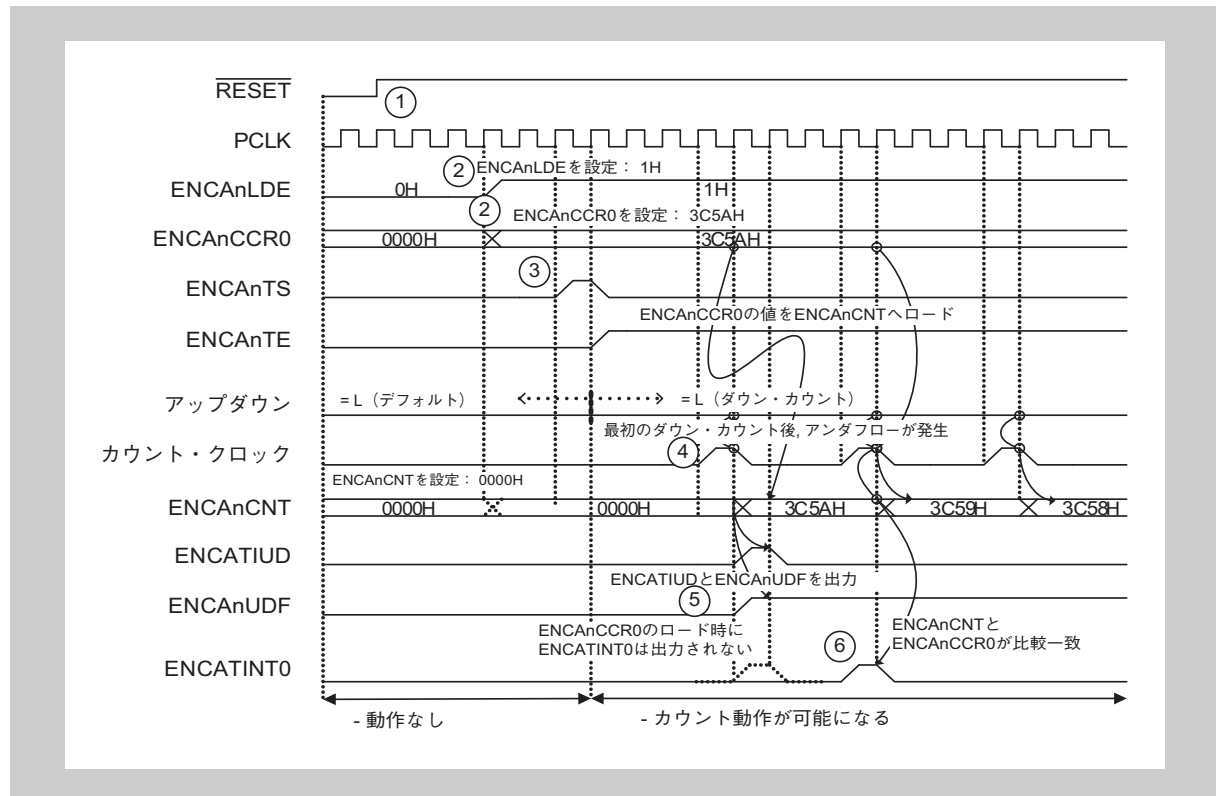 RESET
①
PCLK
② ENCAnLDEを設定： 1H
ENCAnLDE 0H 1H
② ENCAnCCR0を設定： 3C5AH
ENCAnCCR0 0000H 3C5AH
③
ENCAnTS
ENCAnCCR0の値をENCAnCNTへロード
ENCAnTE
アップダウン =L（デフォルト） =L（ダウン・カウント）
最初のダウン・カウント後, アンダフローが発生
カウント・クロック ④
ENCAnCNTを設定： 0000H
ENCAnCNT 0000H 0000H 3C5AH 3C59H 3C58H
ENCATIUD
ENCATIUDとENCAnUDFを出力
ENCAnUDF ⑤
ENCAnCCR0のロード時に
ENCATINT0は出力されない
⑥
ENCAnCNTと
ENCAnCCR0が比較一致
ENCATINT0
- 動作なし - カウント動作が可能になる